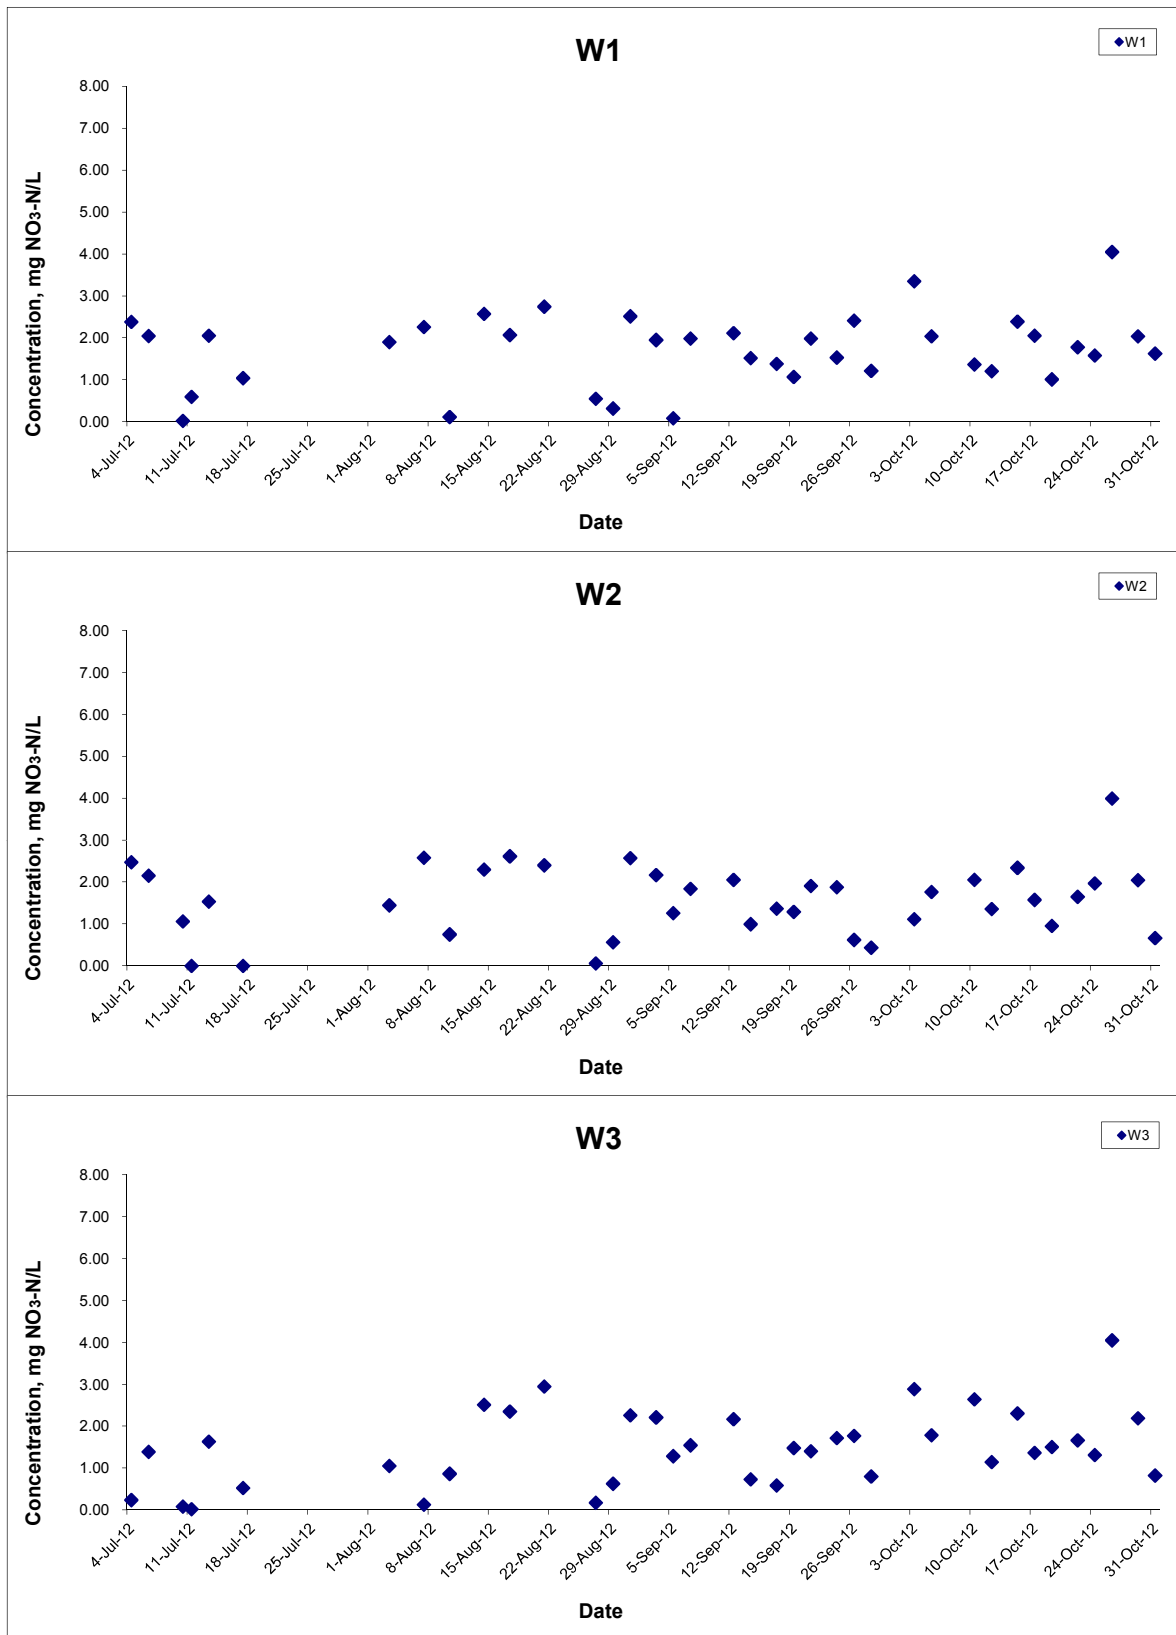 W1
W1
8.00
7.00
6.00
5.00
4.00
3.00
2.00
1.00
0.00
Concentration, mg NO3-N/L
4-Jul-12
11-Jul-12
18-Jul-12
25-Jul-12
1-Aug-12
8-Aug-12
15-Aug-12
22-Aug-12
29-Aug-12
5-Sep-12
12-Sep-12
19-Sep-12
26-Sep-12
3-Oct-12
10-Oct-12
17-Oct-12
24-Oct-12
31-Oct-12
Date
W2
W2
8.00
7.00
6.00
5.00
4.00
3.00
2.00
1.00
0.00
Concentration, mg NO3-N/L
4-Jul-12
11-Jul-12
18-Jul-12
25-Jul-12
1-Aug-12
8-Aug-12
15-Aug-12
22-Aug-12
29-Aug-12
5-Sep-12
12-Sep-12
19-Sep-12
26-Sep-12
3-Oct-12
10-Oct-12
17-Oct-12
24-Oct-12
31-Oct-12
Date
W3
W3
8.00
7.00
6.00
5.00
4.00
3.00
2.00
1.00
0.00
Concentration, mg NO3-N/L
4-Jul-12
11-Jul-12
18-Jul-12
25-Jul-12
1-Aug-12
8-Aug-12
15-Aug-12
22-Aug-12
29-Aug-12
5-Sep-12
12-Sep-12
19-Sep-12
26-Sep-12
3-Oct-12
10-Oct-12
17-Oct-12
24-Oct-12
31-Oct-12
Date